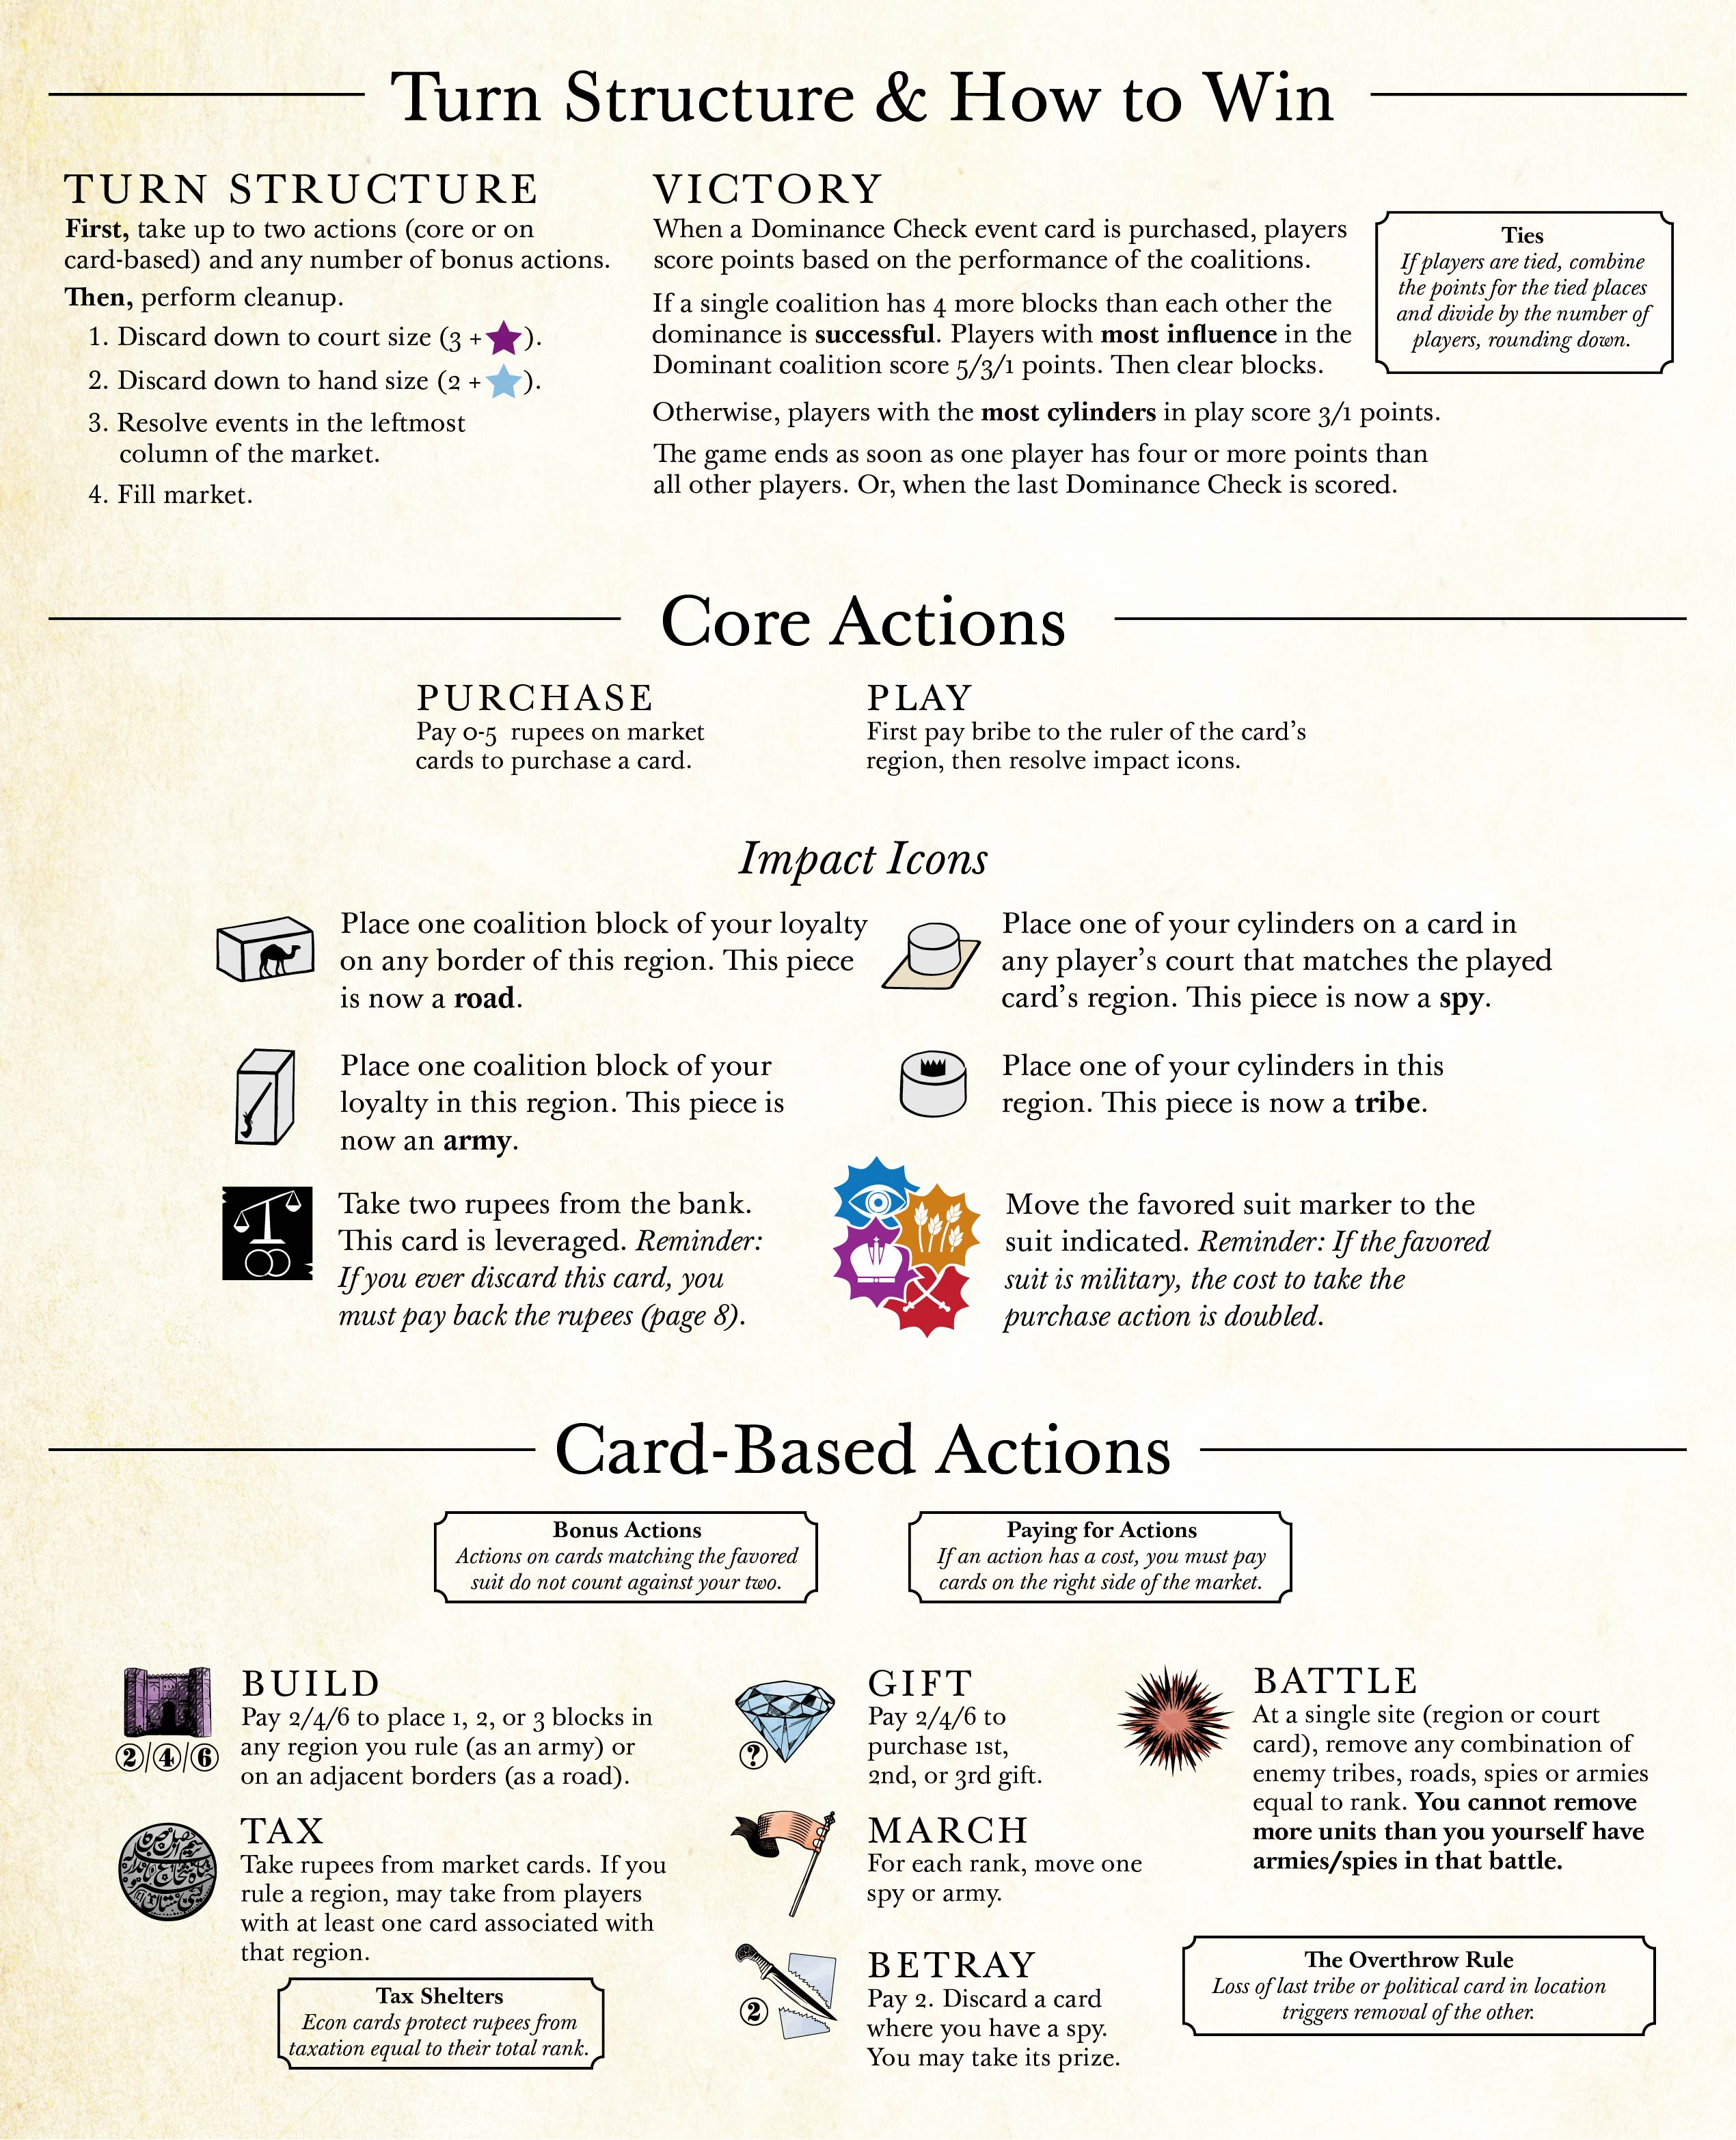 Turn Structure & How to Win
TURN STRUCTURE
First, take up to two actions (core or on
card-based) and any number of bonus actions.
Then, perform cleanup.
1. Discard down to court size (3 + ).
2. Discard down to hand size (2 + ).
3. Resolve events in the leftmost
column of the market.
4. Fill market.
VICTORY
When a Dominance Check event card is purchased, players
score points based on the performance of the coalitions.
If a single coalition has 4 more blocks than each other the
dominance is successful. Players with most influence in the
Dominant coalition score 5/3/1 points. Then clear blocks.
Otherwise, players with the most cylinders in play score 3/1 points.
The game ends as soon as one player has four or more points than
all other players. Or, when the last Dominance Check is scored.
Ties
If players are tied, combine
the points for the tied places
and divide by the number of
players, rounding down.
Core Actions
PURCHASE
Pay 0-5 rupees on market
cards to purchase a card.
PLAY
First pay bribe to the ruler of the card's
region, then resolve impact icons.
Impact Icons
Place one coalition block of your loyalty
on any border of this region. This piece
is now a road.
Place one of your cylinders on a card in
any player's court that matches the played
card's region. This piece is now a spy.
Place one coalition block of your
loyalty in this region. This piece is
now an army.
Place one of your cylinders in this
region. This piece is now a tribe.
Take two rupees from the bank.
This card is leveraged. Reminder:
If you ever discard this card, you
must pay back the rupees (page 8).
Move the favored suit marker to the
suit indicated. Reminder: If the favored
suit is military, the cost to take the
purchase action is doubled.
Card-Based Actions
Bonus Actions
Actions on cards matching the favored
suit do not count against your two.
Paying for Actions
If an action has a cost, you must pay
cards on the right side of the market.
BUILD
Pay 2/4/6 to place 1, 2, or 3 blocks in
any region you rule (as an army) or
on an adjacent borders (as a road).
2/4/6
TAX
Take rupees from market cards. If you
rule a region, may take from players
with at least one card associated with
that region.
Tax Shelters
Econ cards protect rupees from
taxation equal to their total rank.
GIFT
Pay 2/4/6 to
purchase 1st,
2nd, or 3rd gift.
?
MARCH
For each rank, move one
spy or army.
BETRAY
Pay 2. Discard a card
where you have a spy.
You may take its prize.
2
BATTLE
At a single site (region or court
card), remove any combination of
enemy tribes, roads, spies or armies
equal to rank. You cannot remove
more units than you yourself have
armies/spies in that battle.
The Overthrow Rule
Loss of last tribe or political card in location
triggers removal of the other.